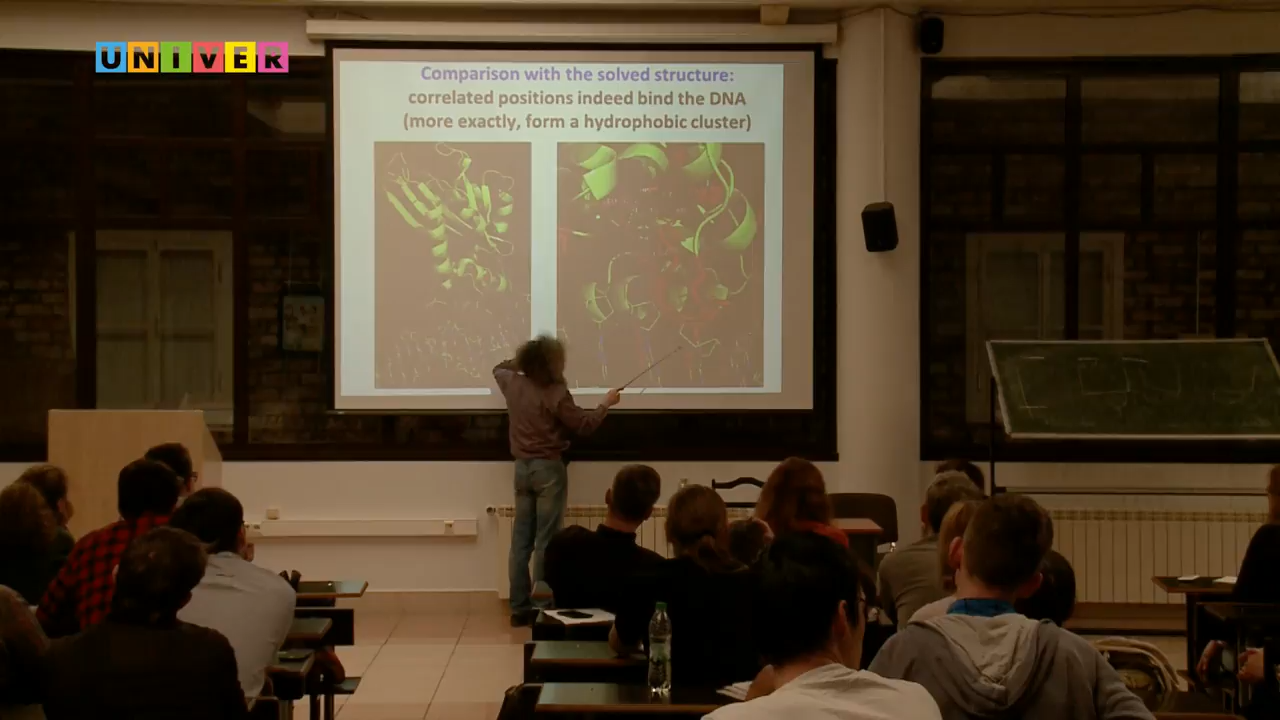 UNiVER
Comparison with the solved structure:
correlated positions indeed bind the DNA
(more exactly, form a hydrophobic cluster)